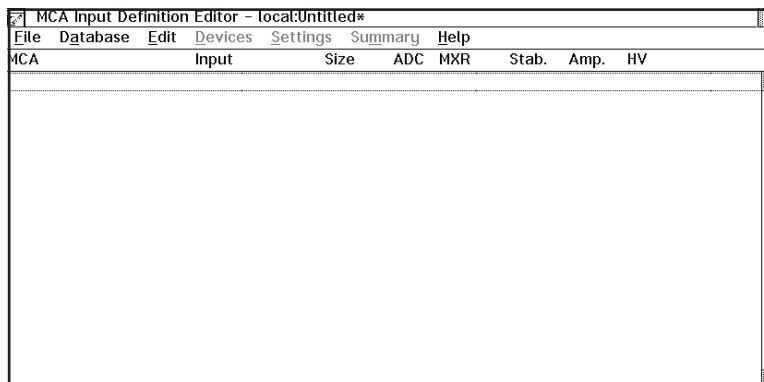 MCA Input Definition Editor – local:Untitled*
File Database Edit Devices Settings Summary Help
MCA Input Size ADC MXR Stab. Amp. HV